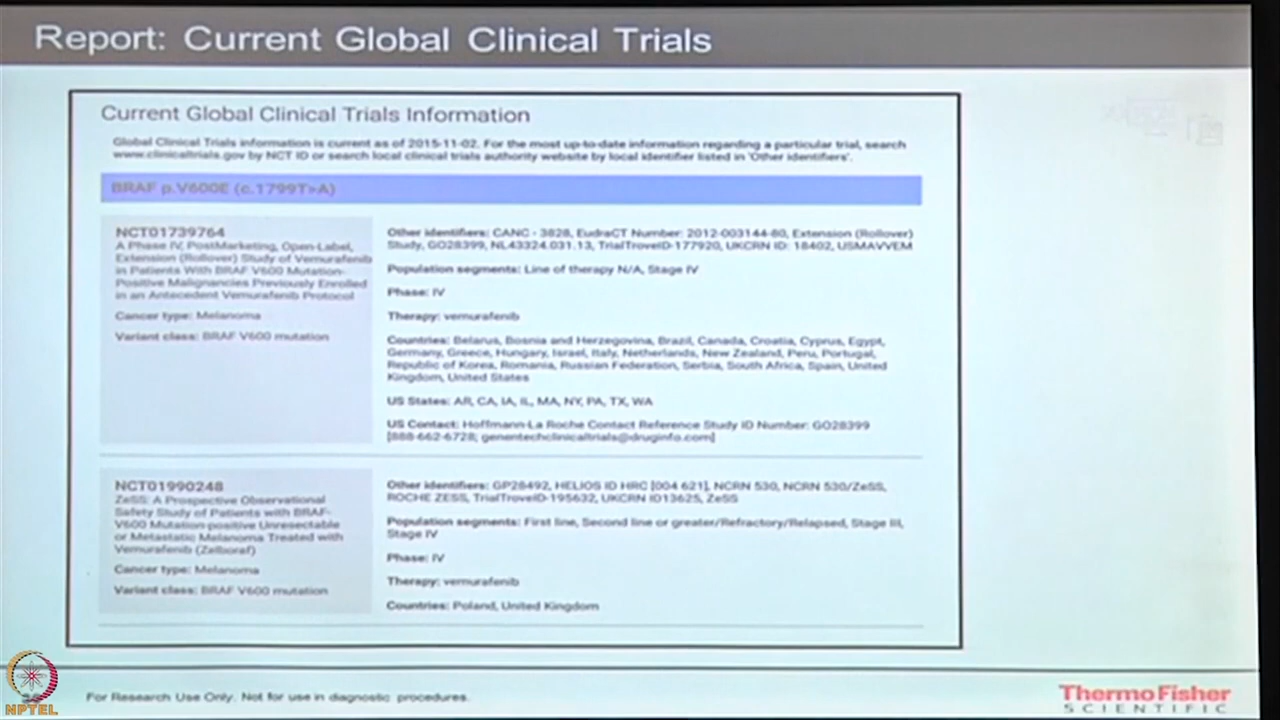 Report: Current Global Clinical Trials
Current Global Clinical Trials Information
Global Clinical Trials information is current as of 2015-11-02. For the most up-to-date information regarding a particular trial, search
www.clinicaltrials.gov by NCT ID or search local clinical trials authority website by local identifier listed in 'Other identifiers'.
BRAF p.V600E (c.1799T>A)
NCT01739764
A Phase IV, PostMarketing, Open-Label,
Extension (Rollover) Study of Vemurafenib
in Patients With BRAF V600 Mutation-
Positive Malignancies Previously Enrolled
in an Antecedent Vemurafenib Protocol
Cancer type: Melanoma
Variant class: BRAF V600 mutation
Other identifiers: CANC - 3828, EudraCT Number: 2012-003144-80, Extension (Rollover)
Study, GO28399, NL43324.031.13, TrialTroveID-177920, UKCRN ID: 18402, USMAVVEM
Population segments: Line of therapy N/A, Stage IV
Phase: IV
Therapy: vemurafenib
Countries: Belarus, Bosnia and Herzegovina, Brazil, Canada, Croatia, Cyprus, Egypt,
Germany, Greece, Hungary, Israel, Italy, Netherlands, New Zealand, Peru, Portugal,
Republic of Korea, Romania, Russian Federation, Serbia, South Africa, Spain, United
Kingdom, United States
US States: AR, CA, IA, IL, MA, NY, PA, TX, WA
US Contact: Hoffmann-La Roche Contact Reference Study ID Number: GO28399
[888-662-6728; genentechclinicaltrials@druginfo.com]
NCT01990248
ZeSS: A Prospective Observational
Safety Study of Patients with BRAF-
V600 Mutation-positive Unresectable
or Metastatic Melanoma Treated with
Vemurafenib (Zelboraf)
Cancer type: Melanoma
Variant class: BRAF V600 mutation
Other identifiers: GP28492, HELIOS ID HRC [004 621], NCRN 530, NCRN 530/ZeSS,
ROCHE ZESS, TrialTroveID-195632, UKCRN ID13625, ZeSS
Population segments: First line, Second line or greater/Refractory/Relapsed, Stage III,
Stage IV
Phase: IV
Therapy: vemurafenib
Countries: Poland, United Kingdom
For Research Use Only. Not for use in diagnostic procedures.
ThermoFisher
SCIENTIFIC
NPTEL